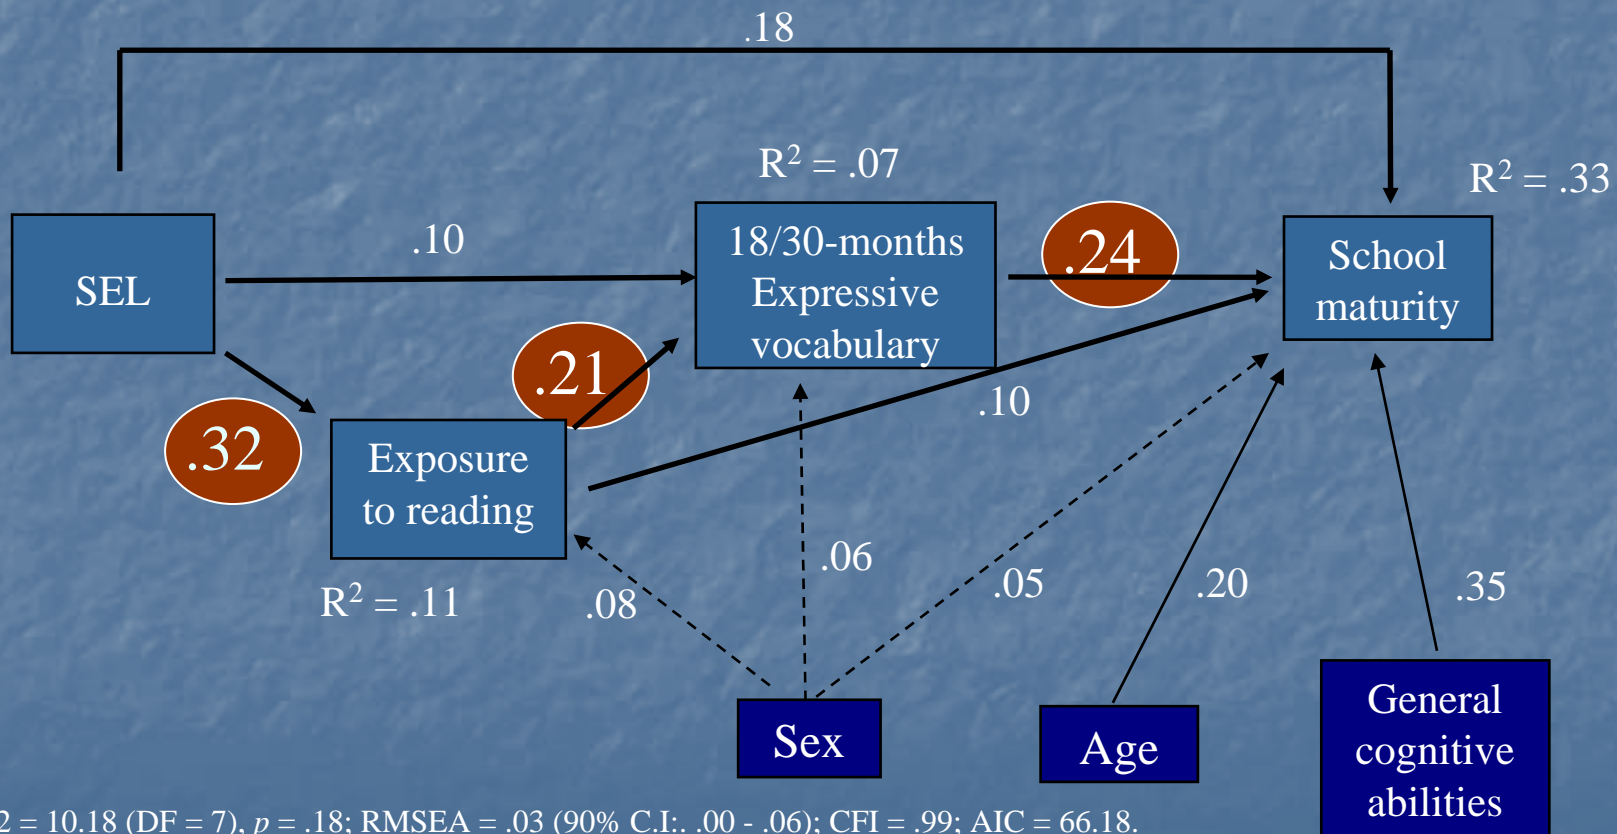 .18
R² = .07
R² = .33
SEL
.10
18/30-months
Expressive
vocabulary
.24
School
maturity
.21
.32
Exposure
to reading
.10
R² = .11
.08
.06
.05
.20
.35
Sex
Age
General
cognitive
abilities
2 = 10.18 (DF = 7), p = .18; RMSEA = .03 (90% C.I:. .00 - .06); CFI = .99; AIC = 66.18.